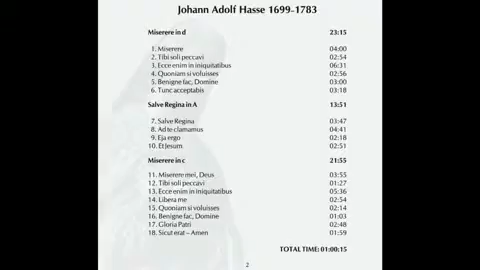 Johann Adolf Hasse 1699-1783
Miserere in d 23:15
1. Miserere 04:00
2. Tibi soli peccavi 02:54
3. Ecce enim in iniquitatibus 06:31
4. Quoniam si voluisses 02:56
5. Benigne fac, Domine 03:00
6. Tunc acceptabis 03:18
Salve Regina in A 13:51
7. Salve Regina 03:47
8. Ad te clamamus 04:41
9. Eja ergo 02:18
10. Et Jesum 02:51
Miserere in c 21:55
11. Miserere mei, Deus 03:55
12. Tibi soli peccavi 01:27
13. Ecce enim in iniquitatibus 05:36
14. Libera me 02:54
15. Quoniam si voluisses 02:14
16. Benigne fac, Domine 01:03
17. Gloria Patri 02:48
18. Sicut erat – Amen 01:59
TOTAL TIME: 01:00:15
2